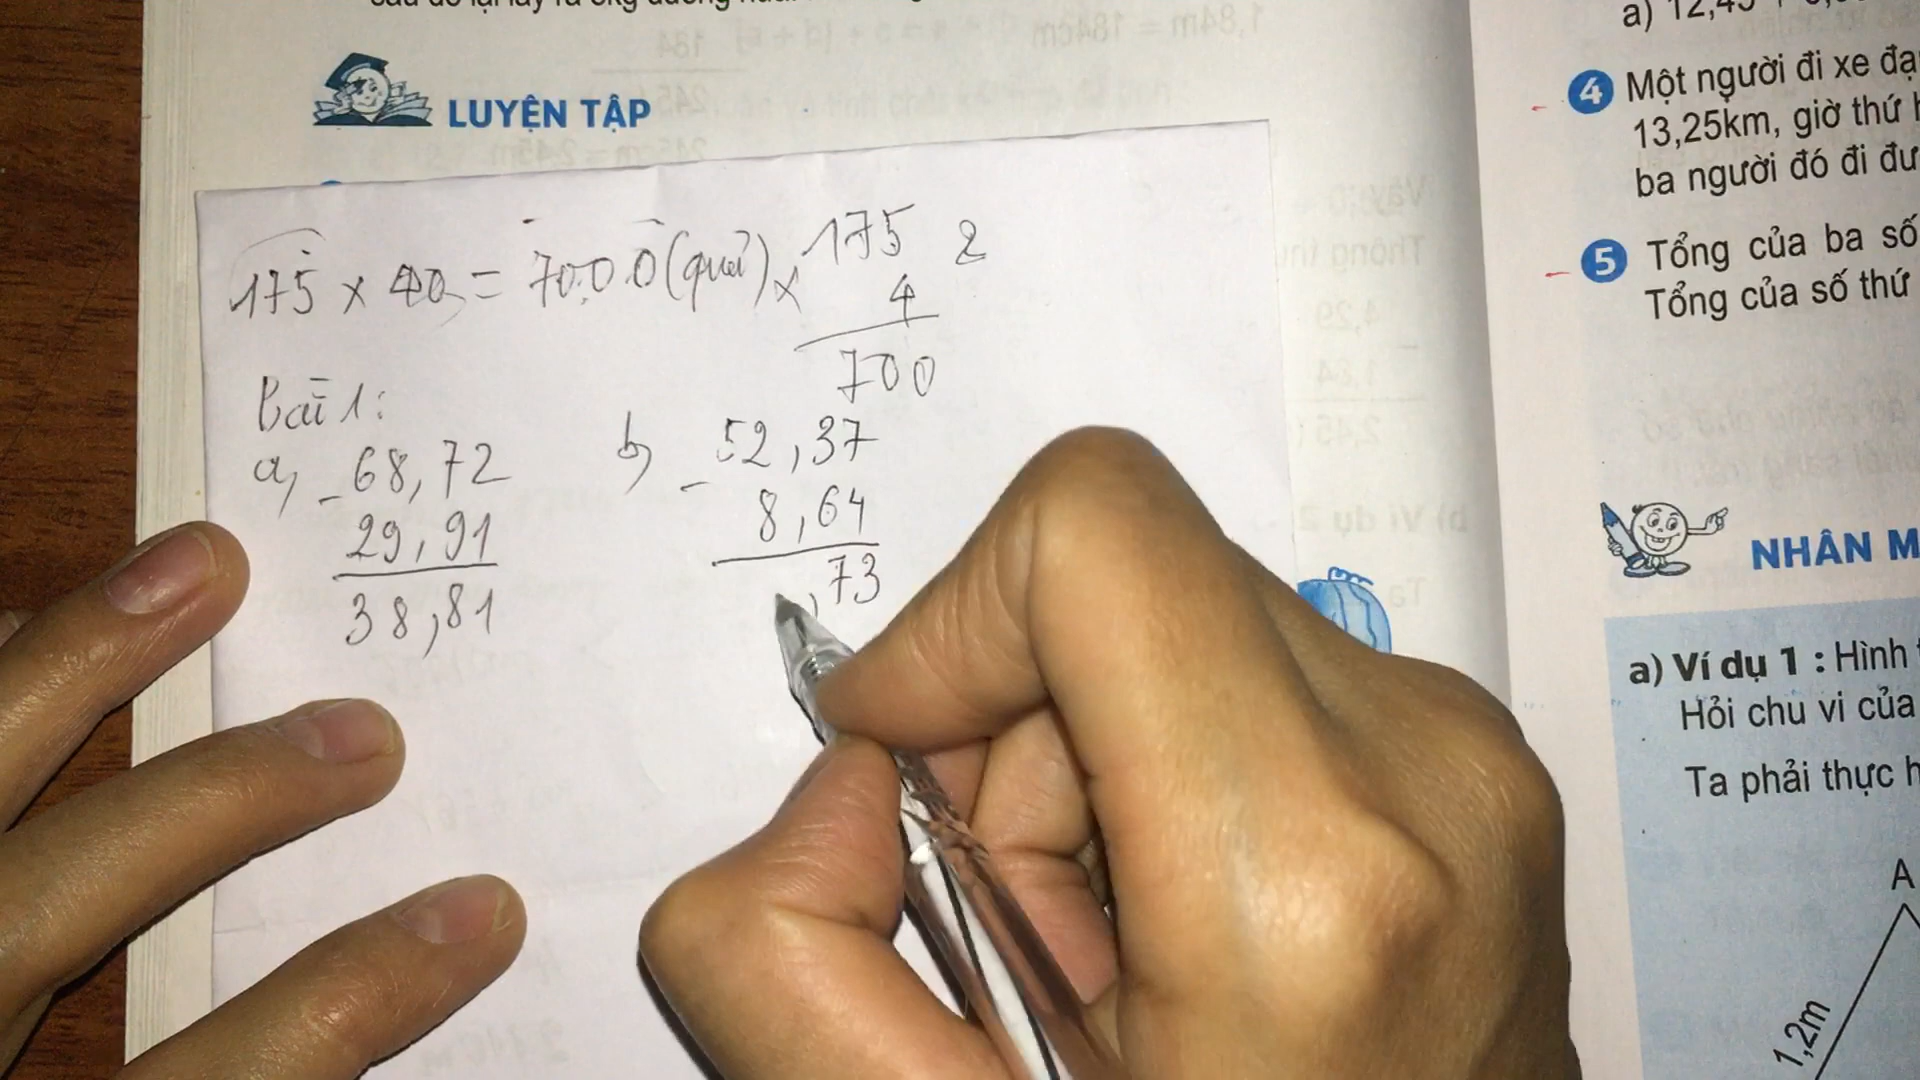 LUYỆN TẬP
175 x 40 = 7000 (quả)
x 175 2
4
700
Bài 1:
a, - 68,72
29,91
38,81
b, - 52,37
8,64
,73
a) 12,45
4 Một người đi xe đạ
13,25km, giờ thứ h
ba người đó đi đư
5 Tổng của ba số
Tổng của số thứ
NHẬN M
a) Ví dụ 1 : Hình
Hỏi chu vi của
Ta phải thực h
A
1,2m